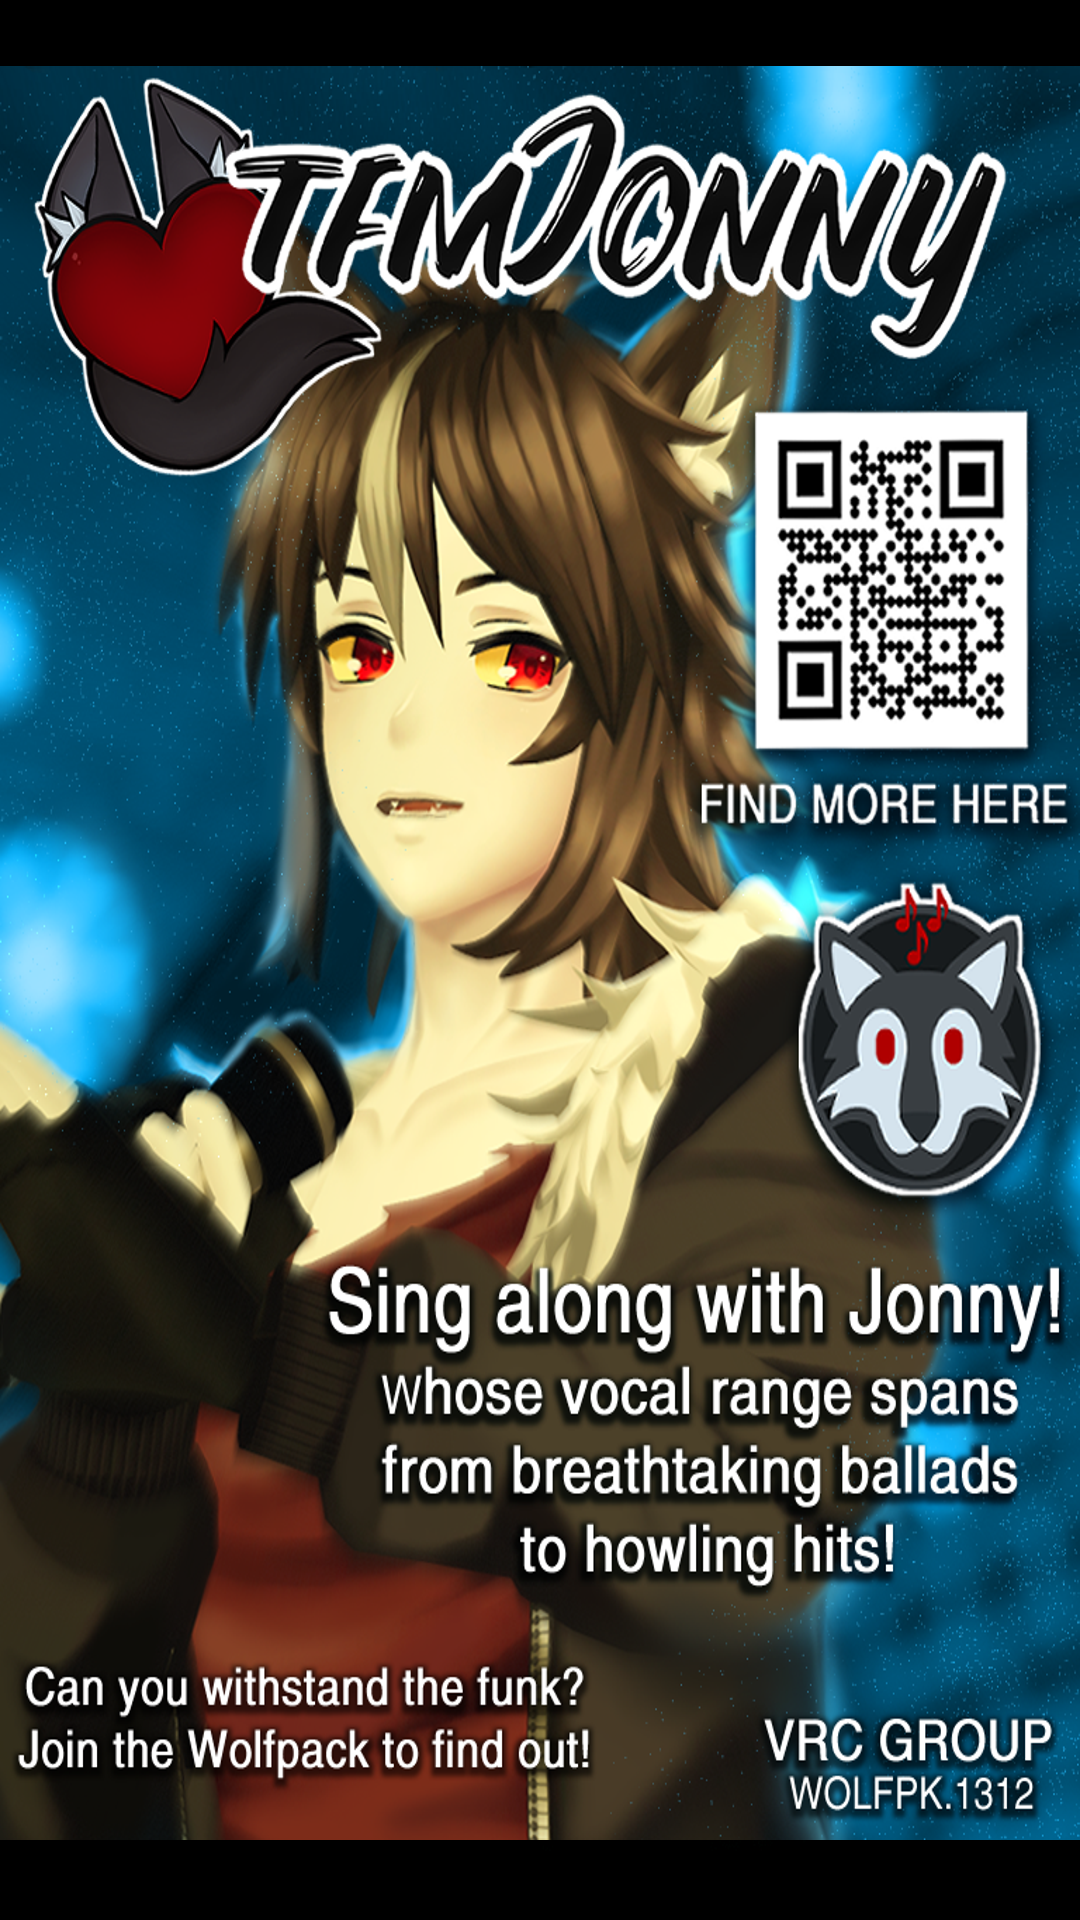 TFMJONNY
FIND MORE HERE
Sing along with Jonny!
Whose vocal range spans
from breathtaking ballads
to howling hits!
Can you withstand the funk?
Join the Wolfpack to find out!
VRC GROUP
WOLFPK.1312